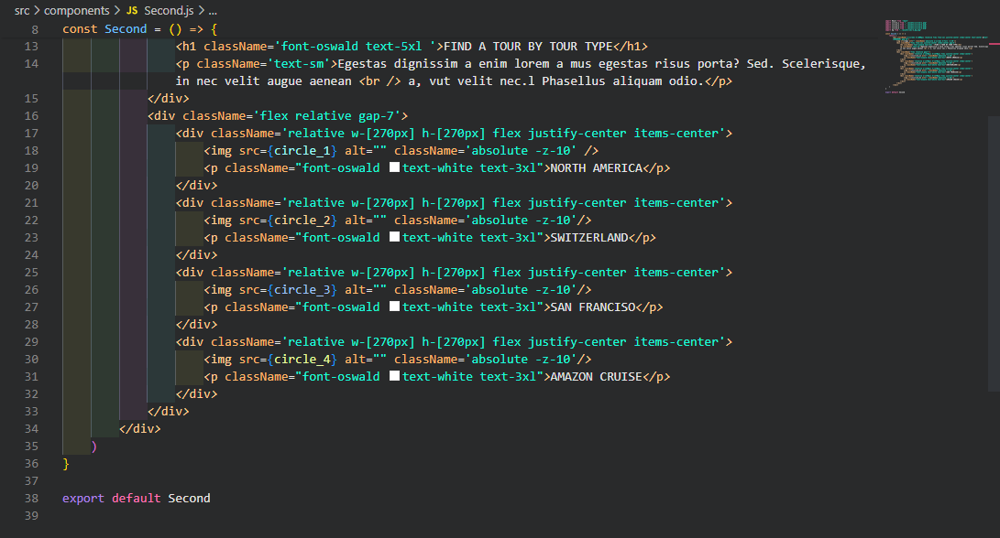 src > components > JS Second.js > ...
8 const Second = () => {
13 <h1 className='font-oswald text-5xl '>FIND A TOUR BY TOUR TYPE</h1>
14 <p className='text-sm'>Egestas dignissim a enim lorem a mus egestas risus porta? Sed. Scelerisque,
in nec velit augue aenean <br /> a, vut velit nec.l Phasellus aliquam odio.</p>
15 </div>
16 <div className='flex relative gap-7'>
17 <div className='relative w-[270px] h-[270px] flex justify-center items-center'>
18 <img src={circle_1} alt="" className='absolute -z-10' />
19 <p className="font-oswald text-white text-3xl">NORTH AMERICA</p>
20 </div>
21 <div className='relative w-[270px] h-[270px] flex justify-center items-center'>
22 <img src={circle_2} alt="" className='absolute -z-10'/>
23 <p className="font-oswald text-white text-3xl">SWITZERLAND</p>
24 </div>
25 <div className='relative w-[270px] h-[270px] flex justify-center items-center'>
26 <img src={circle_3} alt="" className='absolute -z-10'/>
27 <p className="font-oswald text-white text-3xl">SAN FRANCISO</p>
28 </div>
29 <div className='relative w-[270px] h-[270px] flex justify-center items-center'>
30 <img src={circle_4} alt="" className='absolute -z-10'/>
31 <p className="font-oswald text-white text-3xl">AMAZON CRUISE</p>
32 </div>
33 </div>
34 </div>
35 )
36 }
37
38 export default Second
39